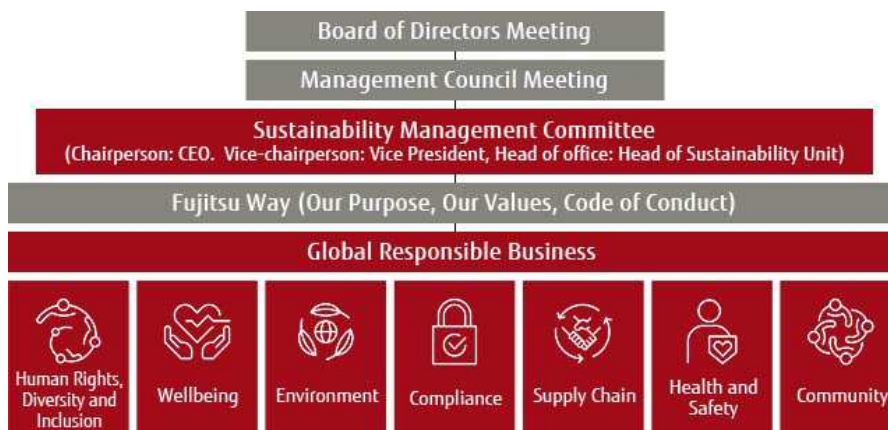 Board of Directors Meeting
Management Council Meeting
Sustainability Management Committee
(Chairperson: CEO. Vice-chairperson: Vice President, Head of office: Head of Sustainability Unit)
Fujitsu Way (Our Purpose, Our Values, Code of Conduct)
Global Responsible Business
Human Rights,
Diversity and
Inclusion
Wellbeing
Environment
Compliance
Supply Chain
Health and
Safety
Community